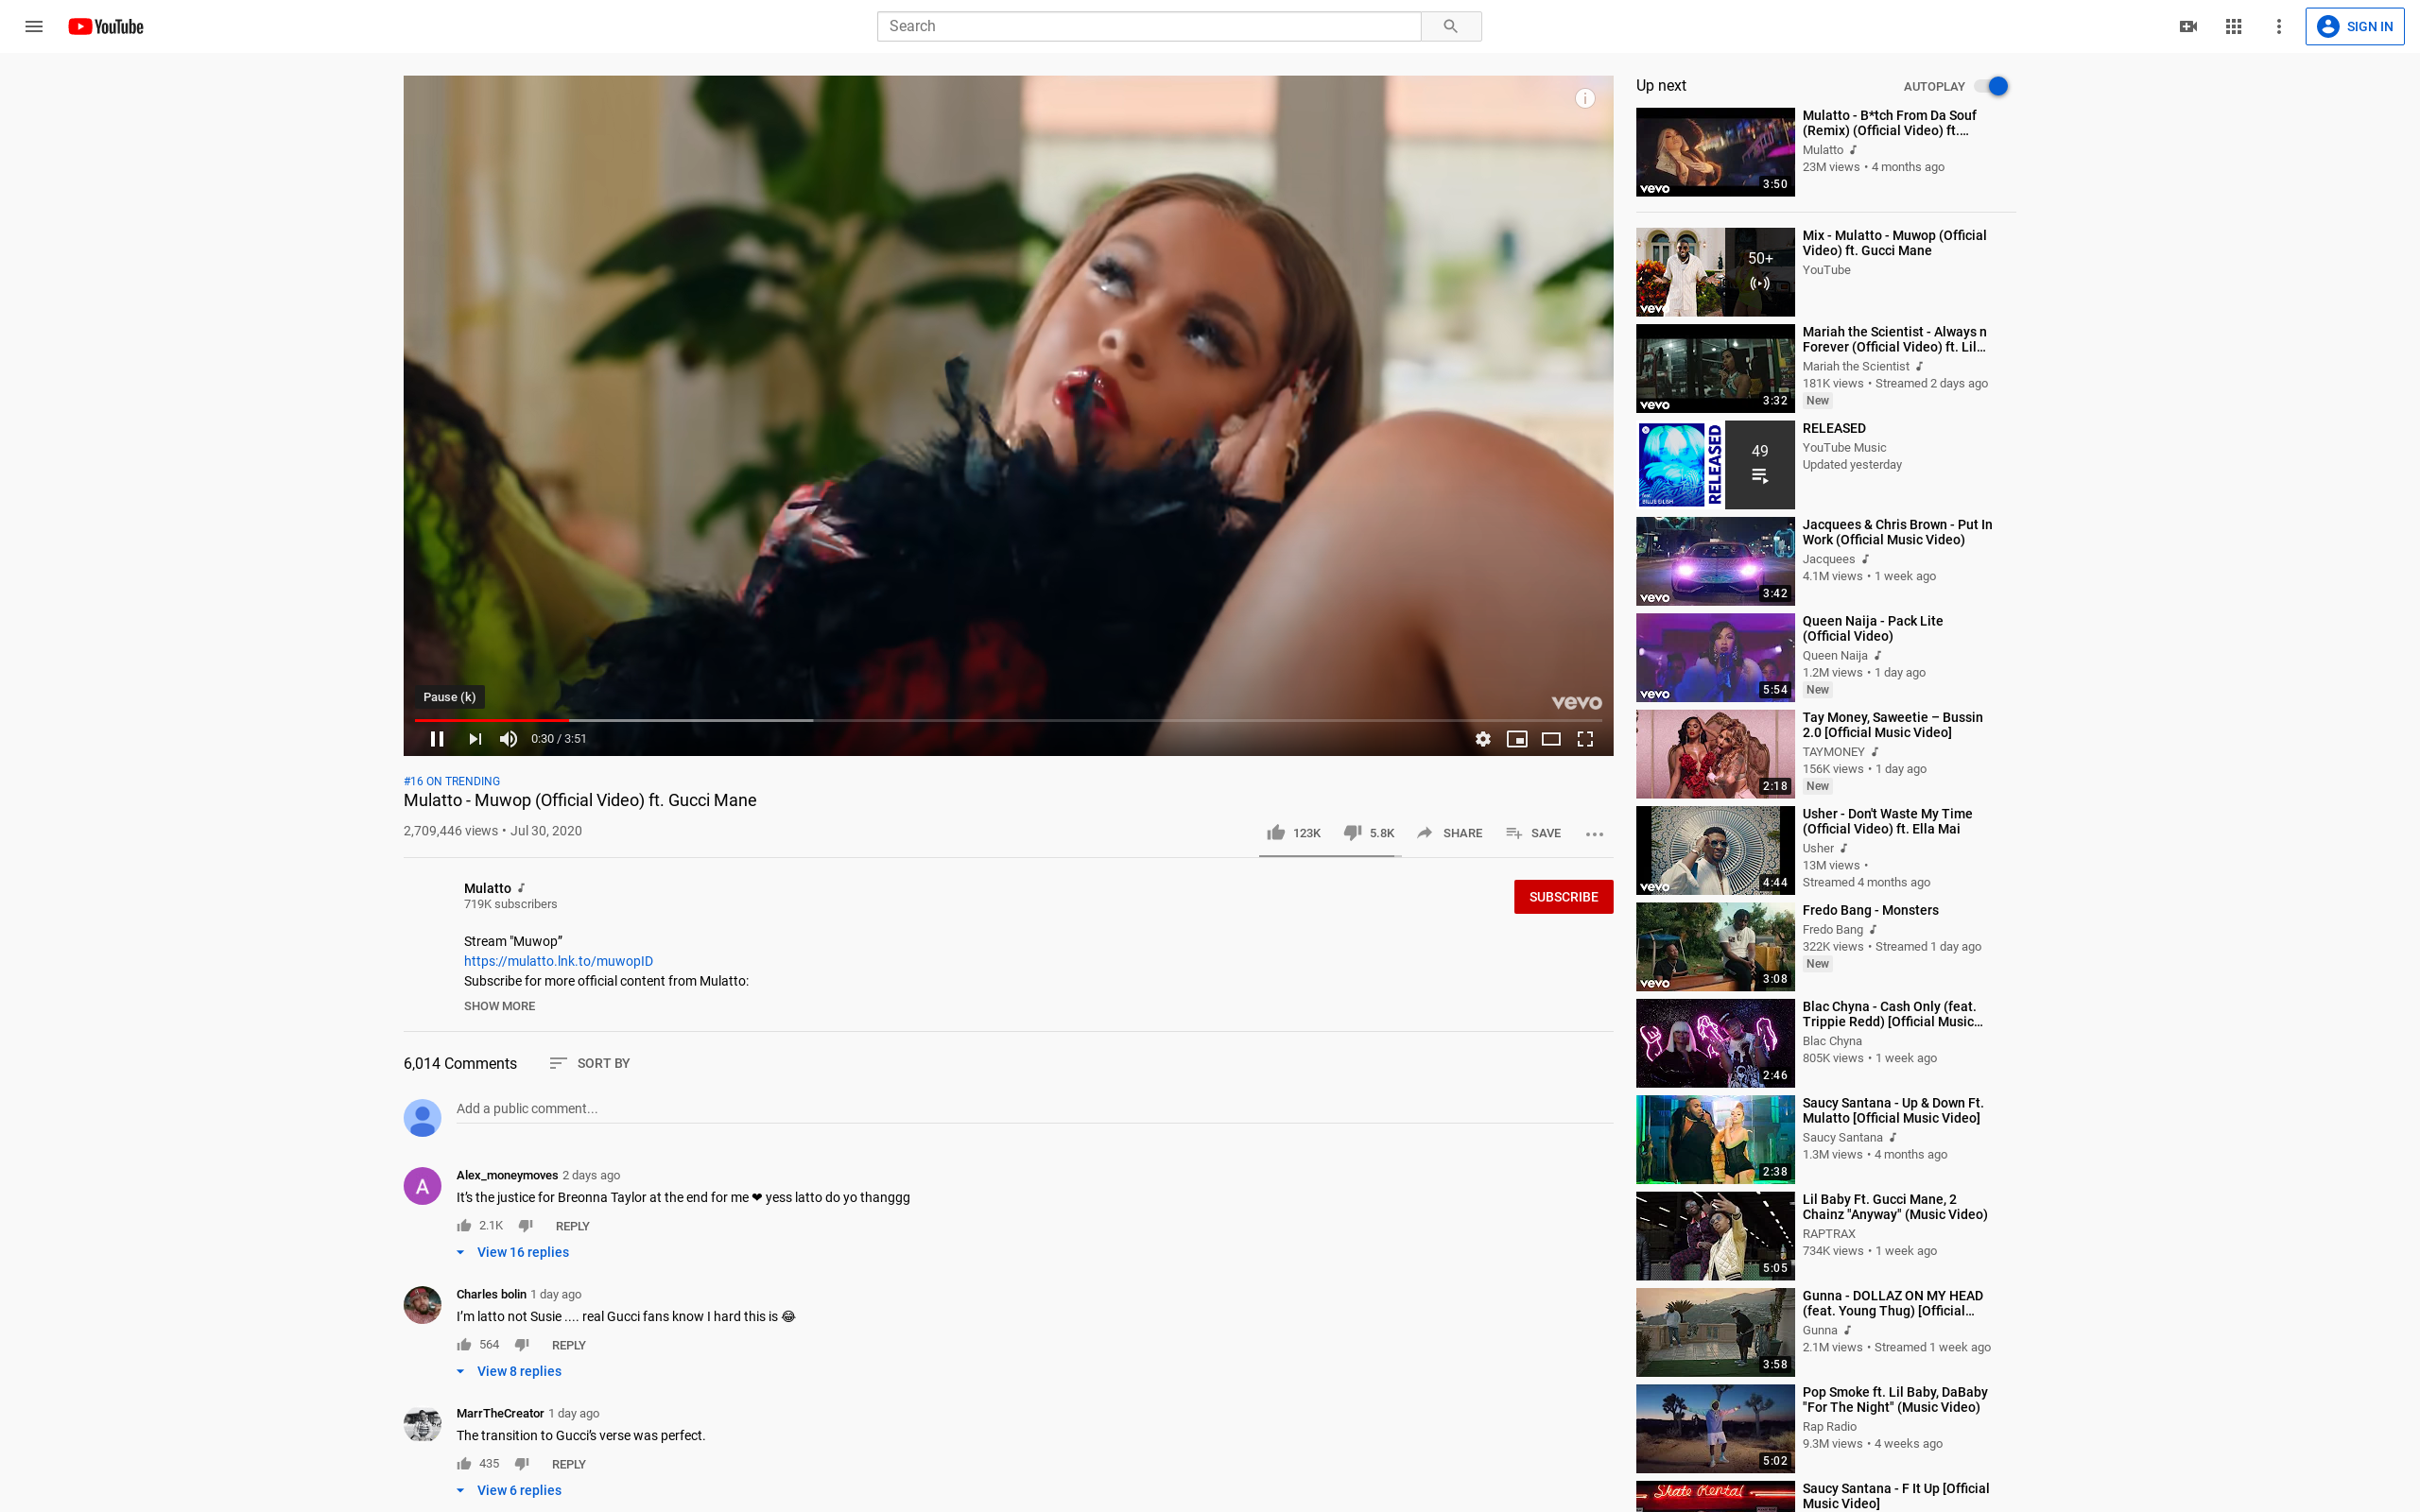 YouTube
Search
SIGN IN
i
Pause (k)
vevo
0:30 / 3:51
#16 ON TRENDING
Mulatto - Muwop (Official Video) ft. Gucci Mane
2,709,446 views • Jul 30, 2020
123K
5.8K
SHARE
SAVE
Mulatto
719K subscribers
SUBSCRIBE
Stream "Muwop”
https://mulatto.lnk.to/muwopID
Subscribe for more official content from Mulatto:
SHOW MORE
6,014 Comments
SORT BY
Add a public comment...
A
Alex_moneymoves 2 days ago
It’s the justice for Breonna Taylor at the end for me ❤ yess latto do yo thanggg
2.1K
REPLY
View 16 replies
Charles bolin 1 day ago
I’m latto not Susie .... real Gucci fans know I hard this is 😂
564
REPLY
View 8 replies
MarrTheCreator 1 day ago
The transition to Gucci’s verse was perfect.
435
REPLY
View 6 replies
Up next
AUTOPLAY
vevo
3:50
Mulatto - B*tch From Da Souf
(Remix) (Official Video) ft.…
Mulatto
23M views • 4 months ago
50+
vevo
Mix - Mulatto - Muwop (Official
Video) ft. Gucci Mane
YouTube
vevo
3:32
Mariah the Scientist - Always n
Forever (Official Video) ft. Lil…
Mariah the Scientist
181K views • Streamed 2 days ago
New
RELEASED
49
RELEASED
YouTube Music
Updated yesterday
vevo
3:42
Jacquees & Chris Brown - Put In
Work (Official Music Video)
Jacquees
4.1M views • 1 week ago
vevo
5:54
Queen Naija - Pack Lite
(Official Video)
Queen Naija
1.2M views • 1 day ago
New
2:18
Tay Money, Saweetie – Bussin
2.0 [Official Music Video]
TAYMONEY
156K views • 1 day ago
New
vevo
4:44
Usher - Don't Waste My Time
(Official Video) ft. Ella Mai
Usher
13M views •
Streamed 4 months ago
vevo
3:08
Fredo Bang - Monsters
Fredo Bang
322K views • Streamed 1 day ago
New
2:46
Blac Chyna - Cash Only (feat.
Trippie Redd) [Official Music…
Blac Chyna
805K views • 1 week ago
2:38
Saucy Santana - Up & Down Ft.
Mulatto [Official Music Video]
Saucy Santana
1.3M views • 4 months ago
5:05
Lil Baby Ft. Gucci Mane, 2
Chainz "Anyway" (Music Video)
RAPTRAX
734K views • 1 week ago
3:58
Gunna - DOLLAZ ON MY HEAD
(feat. Young Thug) [Official…
Gunna
2.1M views • Streamed 1 week ago
5:02
Pop Smoke ft. Lil Baby, DaBaby
"For The Night" (Music Video)
Rap Radio
9.3M views • 4 weeks ago
Skate Rental
Saucy Santana - F It Up [Official
Music Video]